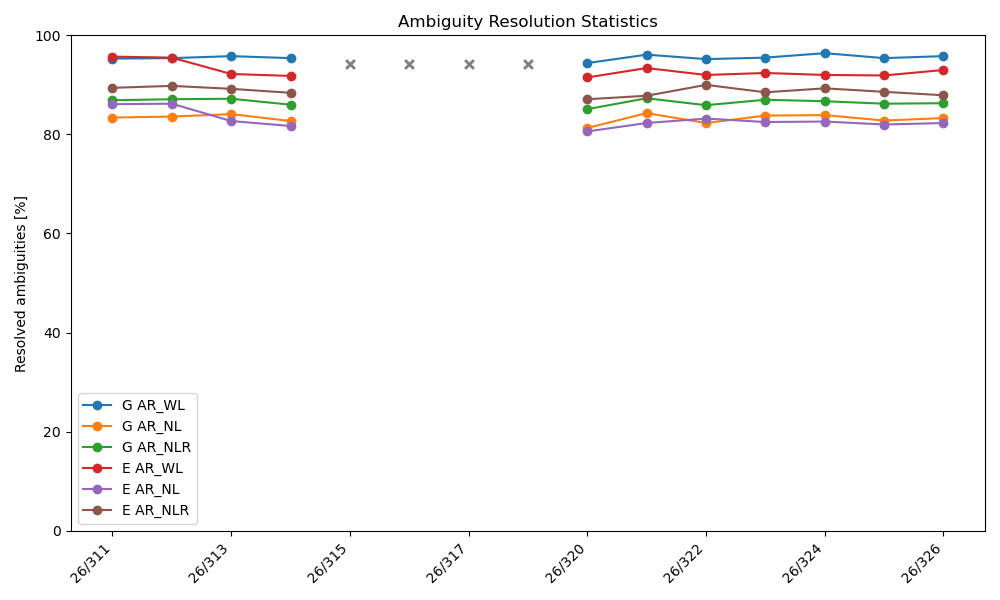 Ambiguity Resolution Statistics
Resolved ambiguities [%]
100
80
60
40
20
0
G AR_WL
G AR_NL
G AR_NLR
E AR_WL
E AR_NL
E AR_NLR
26/311
26/313
26/315
26/317
26/320
26/322
26/324
26/326